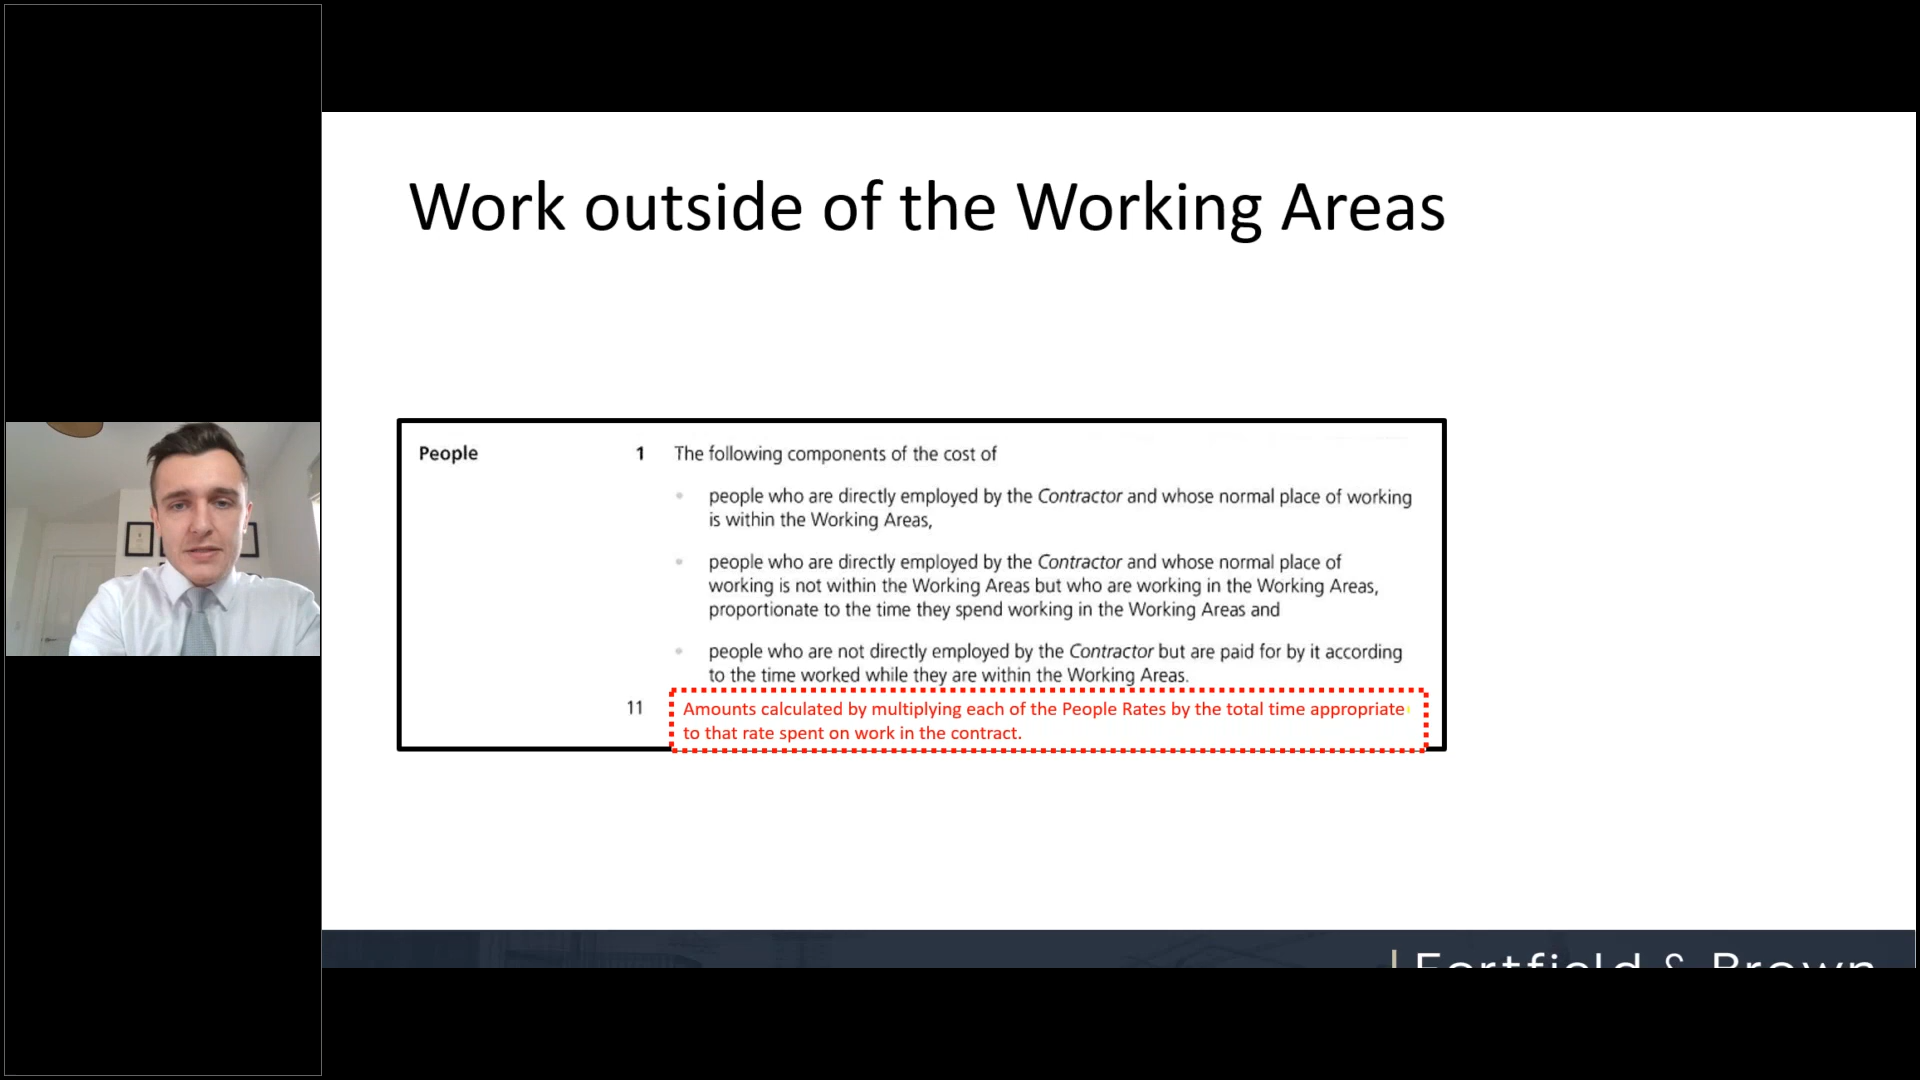 Work outside of the Working Areas
People 1 The following components of the cost of
people who are directly employed by the Contractor and whose normal place of working
is within the Working Areas,
people who are directly employed by the Contractor and whose normal place of
working is not within the Working Areas but who are working in the Working Areas,
proportionate to the time they spend working in the Working Areas and
people who are not directly employed by the Contractor but are paid for by it according
to the time worked while they are within the Working Areas.
11 Amounts calculated by multiplying each of the People Rates by the total time appropriate
to that rate spent on work in the contract.
Fortfield & Brown